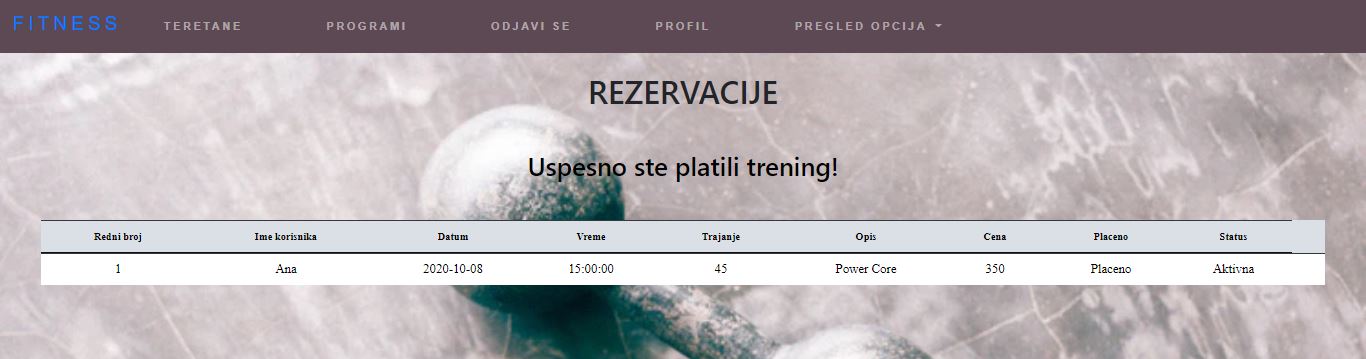 FITNESS TERETANE PROGRAMI ODJAVI SE PROFIL PREGLED OPCIJA
REZERVACIJE
Uspesno ste platili trening!
Redni broj Ime korisnika Datum Vreme Trajanje Opis Cena Placeno Status
1 Ana 2020-10-08 15:00:00 45 Power Core 350 Placeno Aktivna